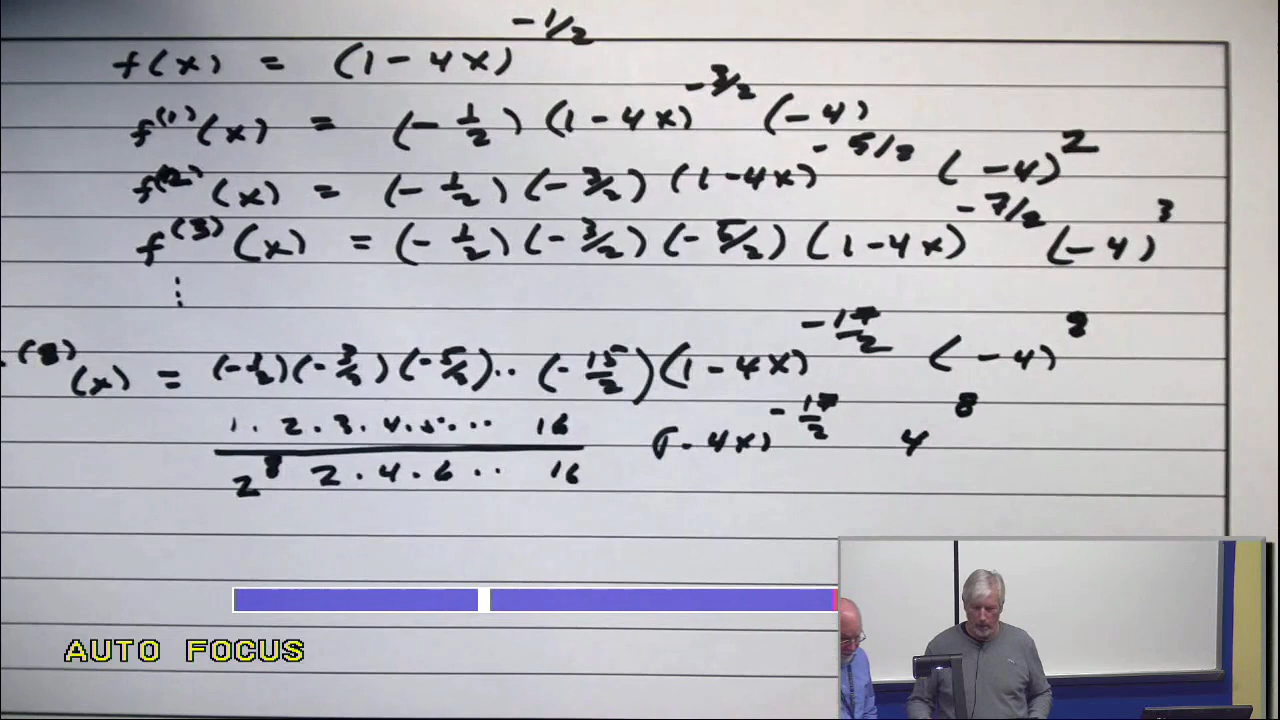 f(x) = (1 - 4x)^{-1/2}
f^{(1)}(x) = (-1/2)(1 - 4x)^{-3/2}(-4)
f^{(2)}(x) = (-1/2)(-3/2)(1-4x)^{-5/2}(-4)^2
f^{(3)}(x) = (-1/2)(-3/2)(-5/2)(1-4x)^{-7/2}(-4)^3
⋮
^{(8)}(x) = (-1/2)(-3/2)(-5/2)··(-15/2)(1-4x)^{-17/2}(-4)^8
1·2·3·4·5··· 16 (1-4x)^{-17/2} 4^8
2^8 2·4·6·· 16
AUTO FOCUS